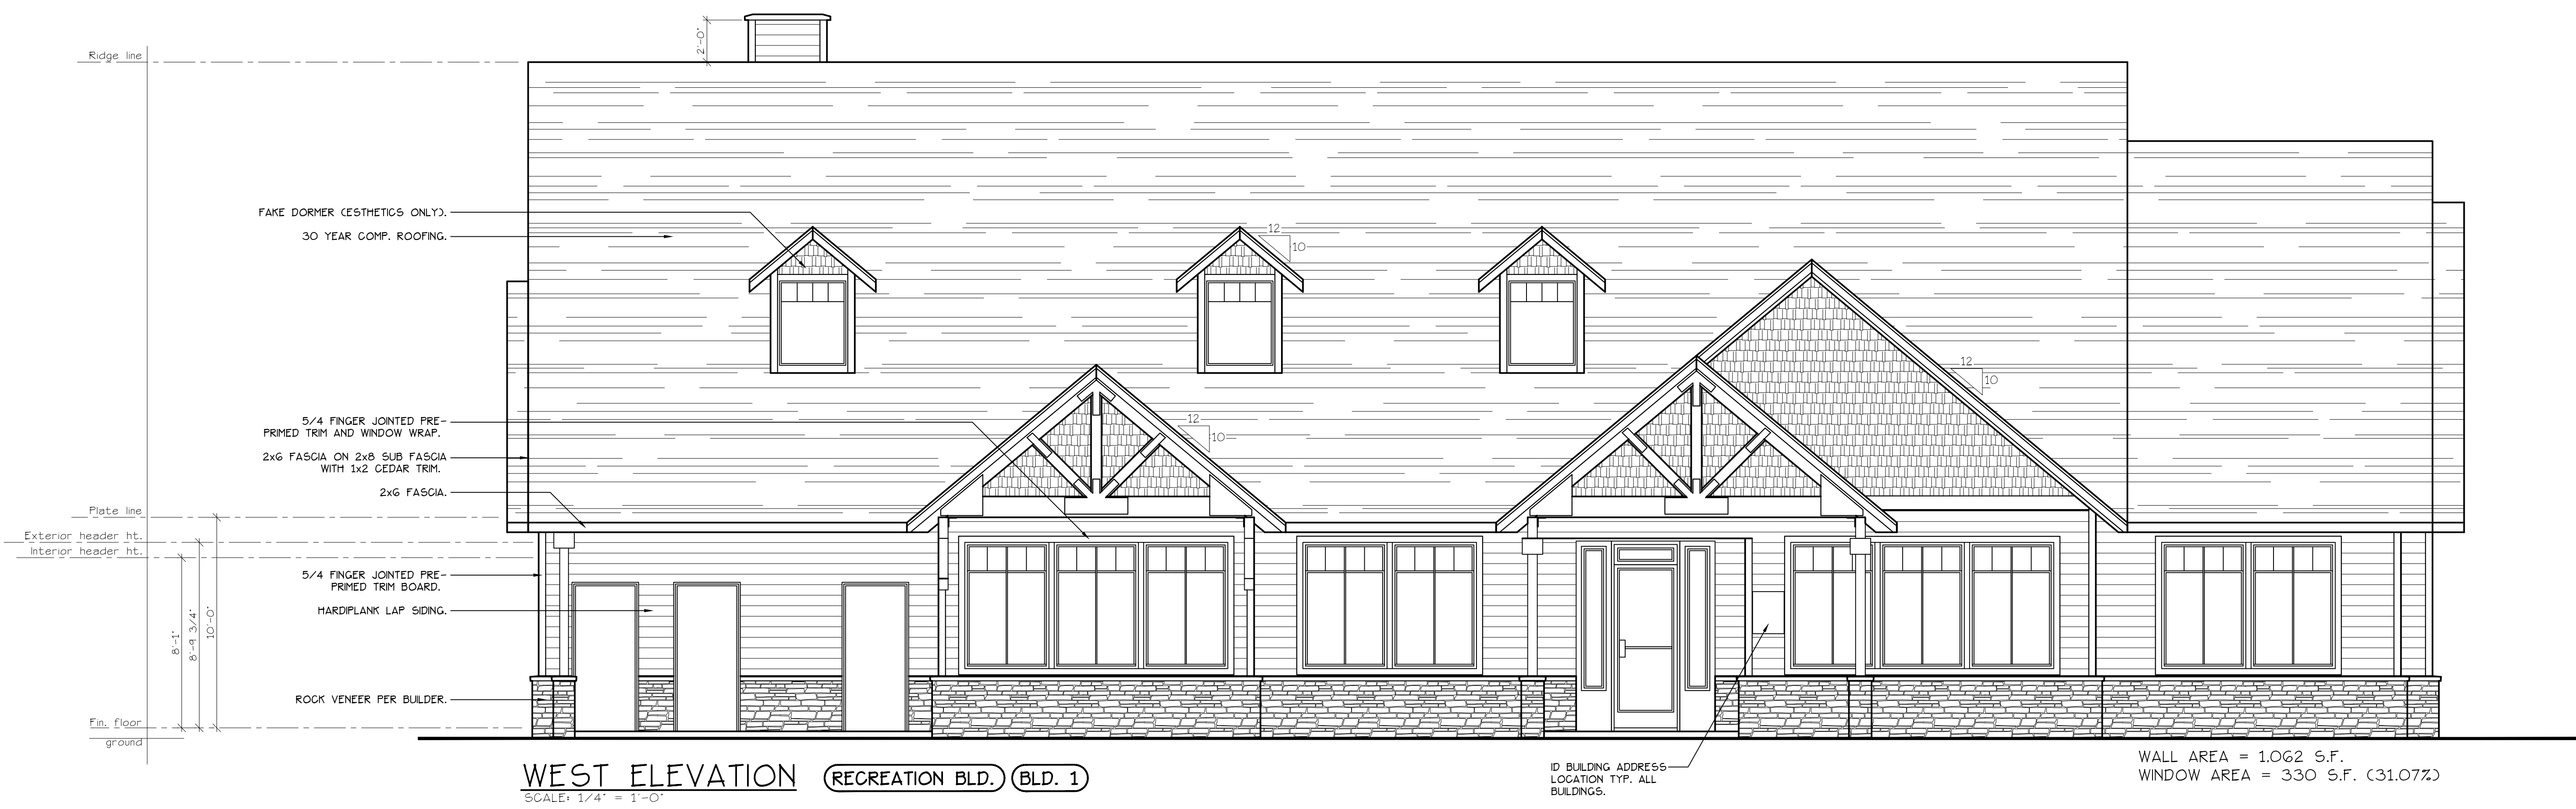 2'-0"
Ridge line
FAKE DORMER (ESTHETICS ONLY).
30 YEAR COMP. ROOFING.
12
10
12
10
5/4 FINGER JOINTED PRE-
PRIMED TRIM AND WINDOW WRAP.
12
10
2x6 FASCIA ON 2x8 SUB FASCIA
WITH 1x2 CEDAR TRIM.
2x6 FASCIA.
Plate line
Exterior header ht.
Interior header ht.
5/4 FINGER JOINTED PRE-
PRIMED TRIM BOARD.
HARDIPLANK LAP SIDING.
8'-1"
8'-9 3/4"
10'-0"
ROCK VENEER PER BUILDER.
Fin. floor
ground
WEST ELEVATION RECREATION BLD. BLD. 1
SCALE: 1/4" = 1'-0"
ID BUILDING ADDRESS
LOCATION TYP. ALL
BUILDINGS.
WALL AREA = 1,062 S.F.
WINDOW AREA = 330 S.F. (31.07%)